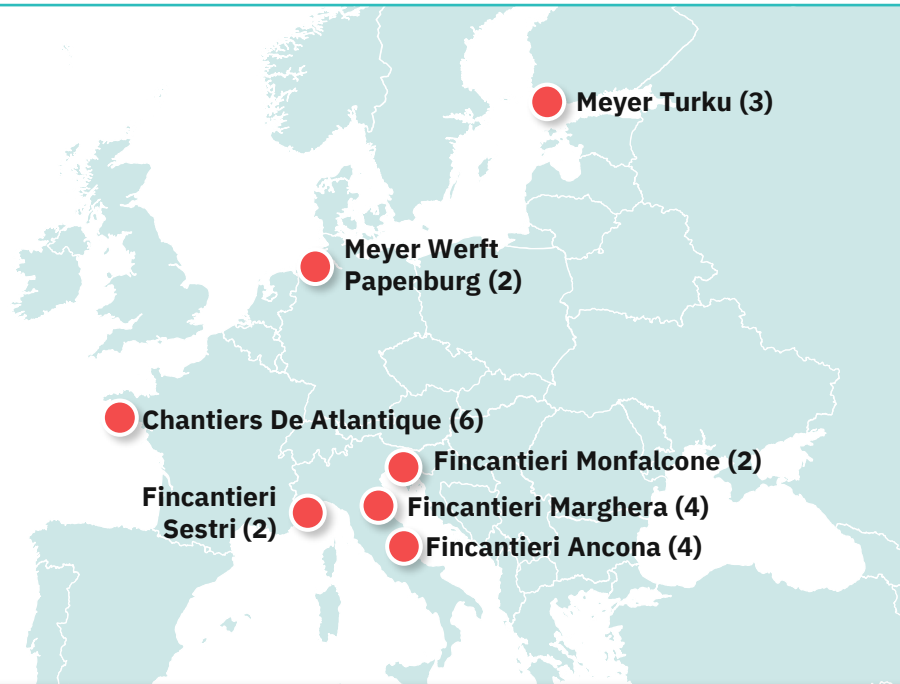 Meyer Turku (3)
Meyer Werft
Papenburg (2)
Chantiers De Atlantique (6)
Fincantieri Monfalcone (2)
Fincantieri
Sestri (2)
Fincantieri Marghera (4)
Fincantieri Ancona (4)